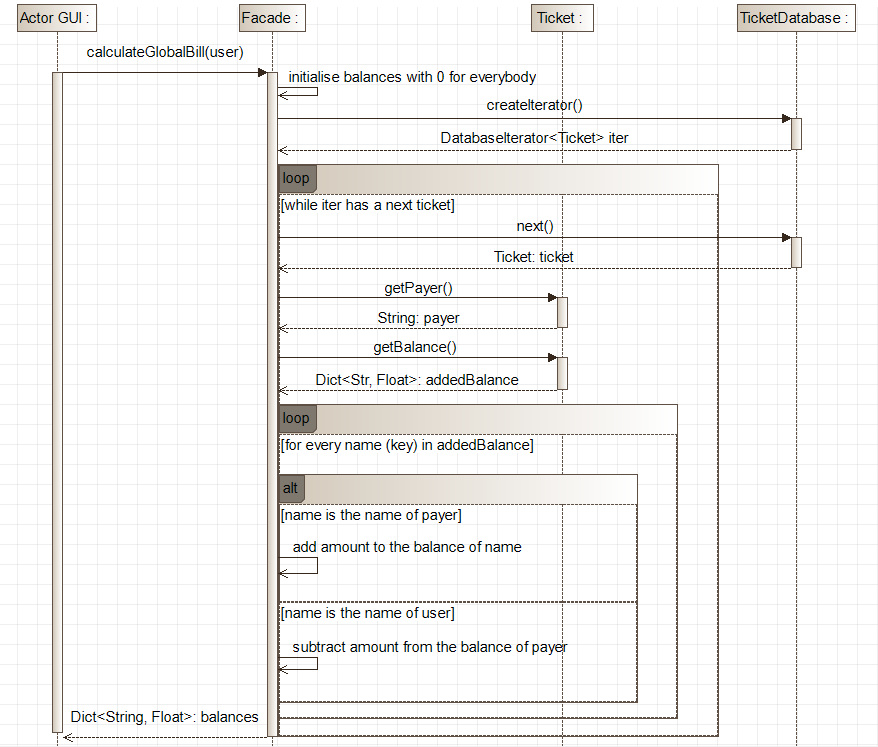 Actor GUI :
Facade :
Ticket :
TicketDatabase :
calculateGlobalBill(user)
initialise balances with 0 for everybody
createIterator()
DatabaseIterator<Ticket> iter
loop
[while iter has a next ticket]
next()
Ticket: ticket
getPayer()
String: payer
getBalance()
Dict<Str, Float>: addedBalance
loop
[for every name (key) in addedBalance]
alt
[name is the name of payer]
add amount to the balance of name
[name is the name of user]
subtract amount from the balance of payer
Dict<String, Float>: balances